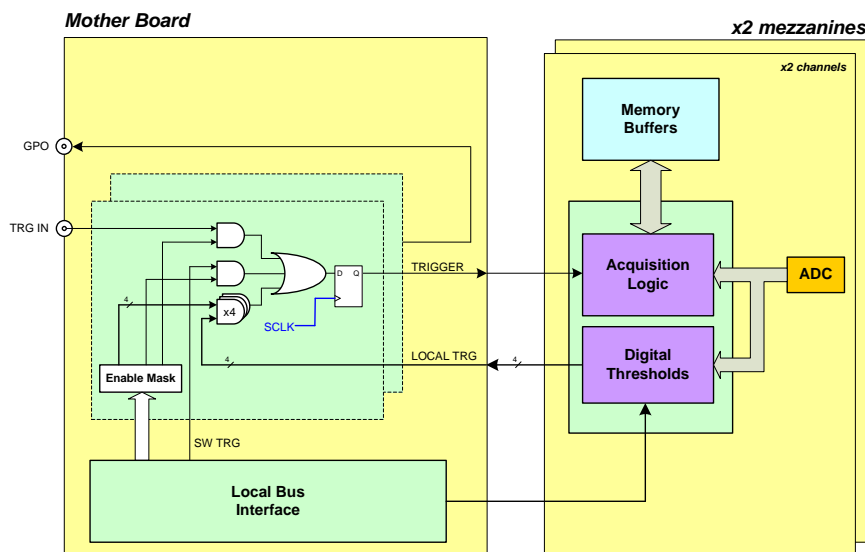 Mother Board
x2 mezzanines
x2 channels
Memory
Buffers
GPO
TRG IN
D Q
TRIGGER
Acquisition
Logic
ADC
4
x4
SCLK
LOCAL TRG
4
4
Digital
Thresholds
Enable Mask
SW TRG
Local Bus
Interface